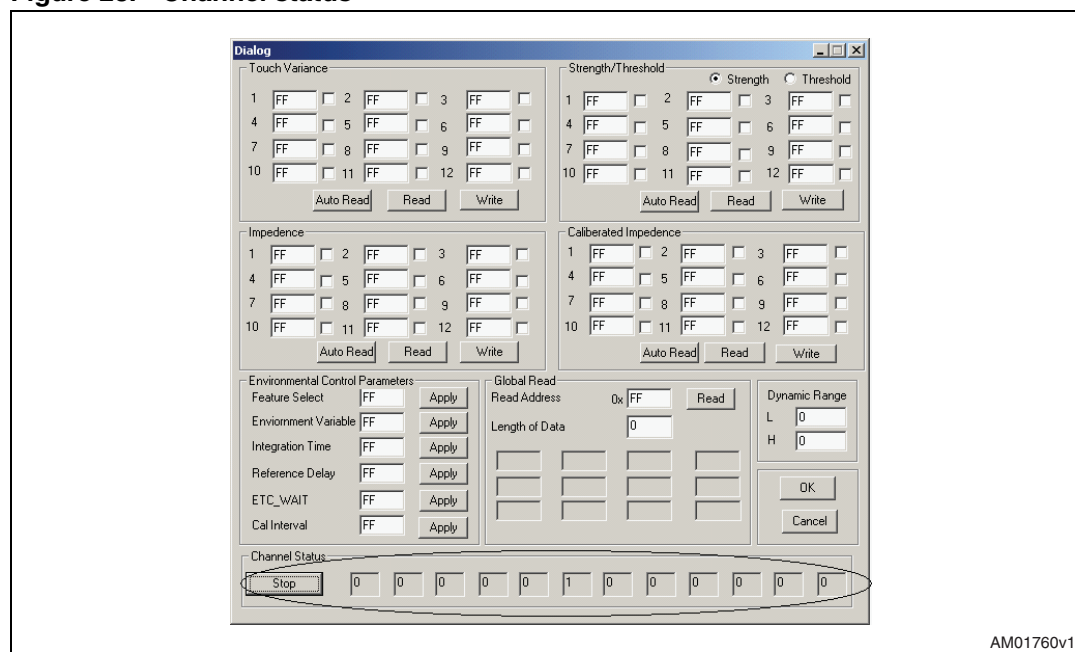 Dialog
Touch Variance
1 FF 2 FF 3 FF
4 FF 5 FF 6 FF
7 FF 8 FF 9 FF
10 FF 11 FF 12 FF
Auto Read Read Write
Strength/Threshold
Strength Threshold
1 FF 2 FF 3 FF
4 FF 5 FF 6 FF
7 FF 8 FF 9 FF
10 FF 11 FF 12 FF
Auto Read Read Write
Impedence
1 FF 2 FF 3 FF
4 FF 5 FF 6 FF
7 FF 8 FF 9 FF
10 FF 11 FF 12 FF
Auto Read Read Write
Caliberated Impedence
1 FF 2 FF 3 FF
4 FF 5 FF 6 FF
7 FF 8 FF 9 FF
10 FF 11 FF 12 FF
Auto Read Read Write
Environmental Control Parameters
Feature Select FF Apply
Enviornment Variable FF Apply
Integration Time FF Apply
Reference Delay FF Apply
ETC_WAIT FF Apply
Cal Interval FF Apply
Global Read
Read Address 0x FF Read
Length of Data 0
Dynamic Range
L 0
H 0
OK
Cancel
Channel Status
Stop 0 0 0 0 0 1 0 0 0 0 0 0
AM01760v1